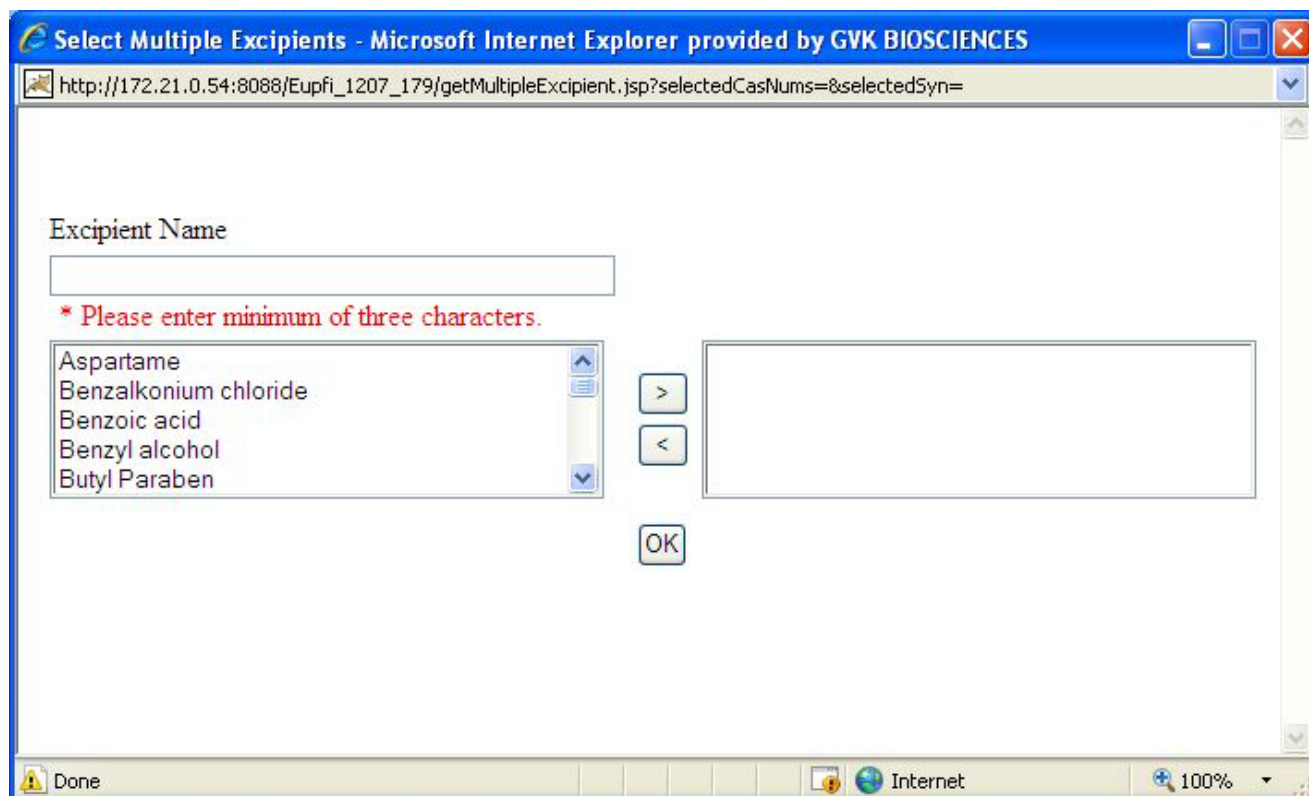 Select Multiple Excipients - Microsoft Internet Explorer provided by GVK BIOSCIENCES
http://172.21.0.54:8088/Eupfi_1207_179/getMultipleExcipient.jsp?selectedCasNums=&selectedSyn=
Excipient Name
* Please enter minimum of three characters.
Aspartame
Benzalkonium chloride
Benzoic acid
Benzyl alcohol
Butyl Paraben
>
<
OK
Done Internet 100%